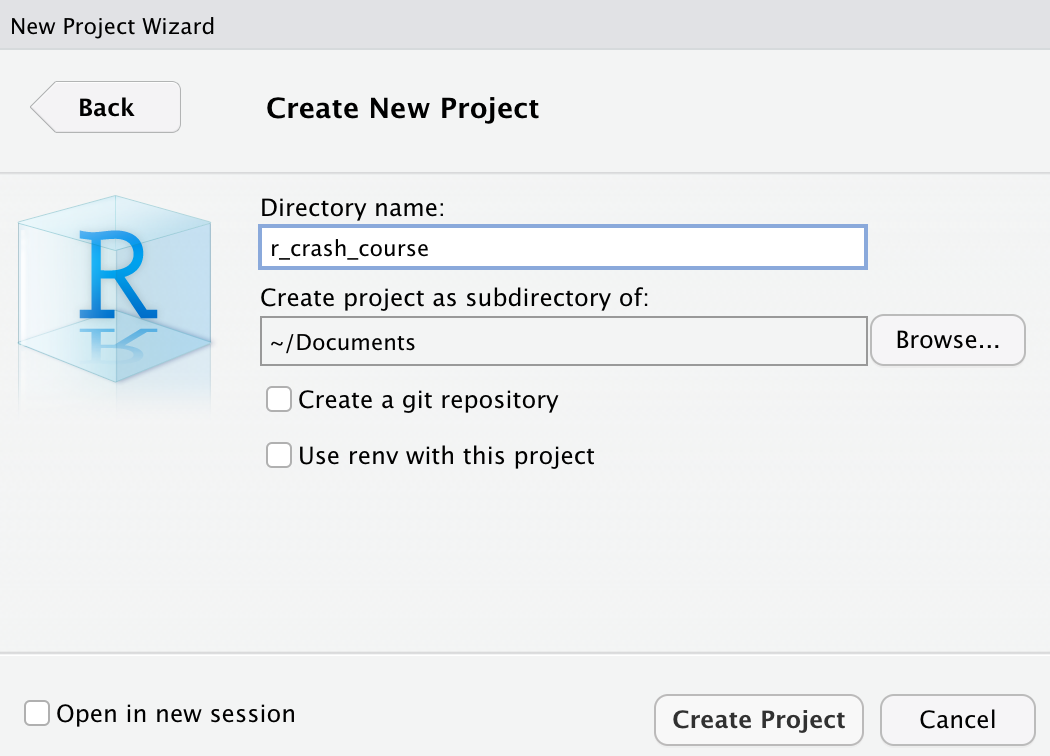 New Project Wizard
Back
Create New Project
R
Directory name:
r_crash_course
Create project as subdirectory of:
~/Documents
Browse...
Create a git repository
Use renv with this project
Open in new session
Create Project
Cancel